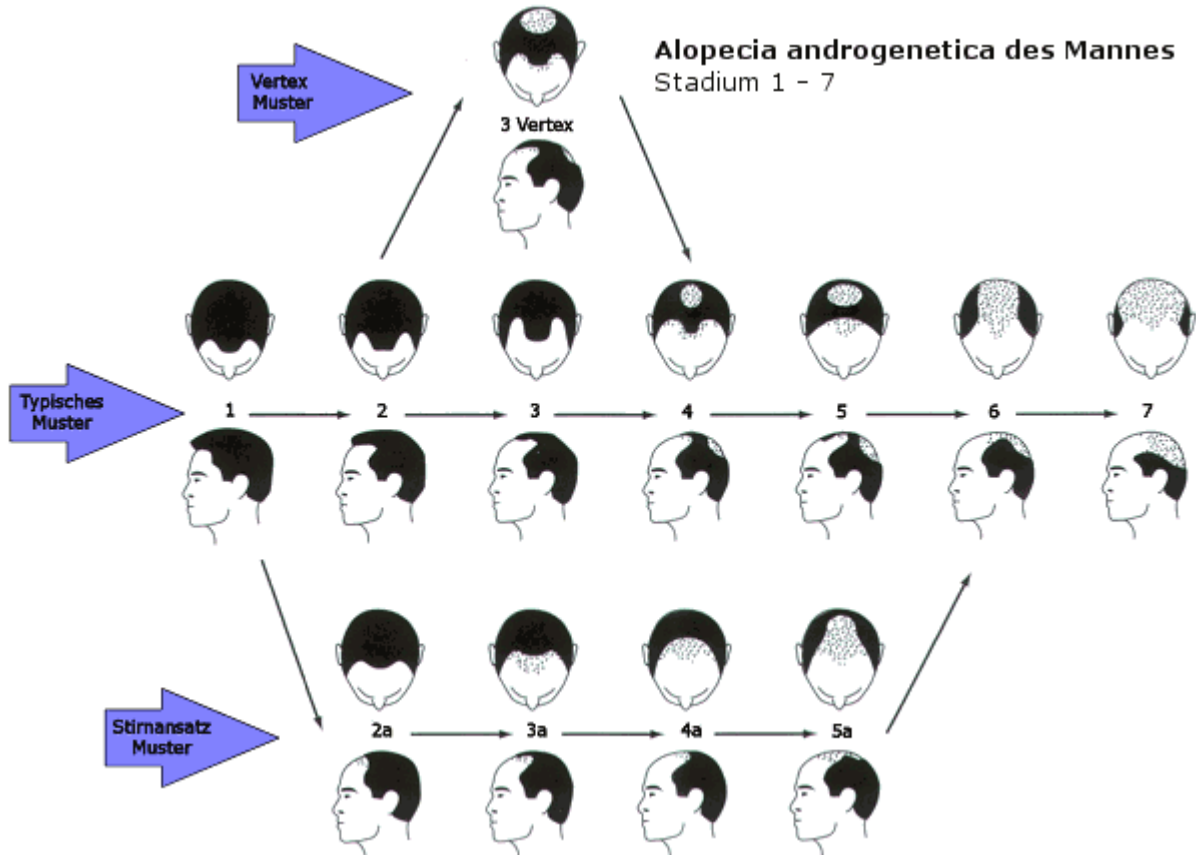 Alopecia androgenetica des Mannes
Stadium 1 - 7
Vertex
Muster
3 Vertex
Typisches
Muster
1
2
3
4
5
6
7
Stirnansatz
Muster
2a
3a
4a
5a